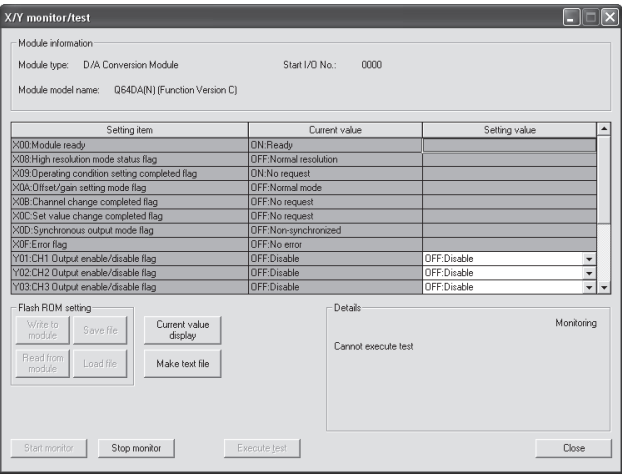 X/Y monitor/test
Module information
Module type: D/A Conversion Module Start I/O No.: 0000
Module model name: Q64DA(N) (Function Version C)
Setting item Current value Setting value
X00:Module ready ON:Ready
X08:High resolution mode status flag OFF:Normal resolution
X09:Operating condition setting completed flag ON:No request
X0A:Offset/gain setting mode flag OFF:Normal mode
X0B:Channel change completed flag OFF:No request
X0C:Set value change completed flag OFF:No request
X0D:Synchronous output mode flag OFF:Non-synchronized
X0F:Error flag OFF:No error
Y01:CH1 Output enable/disable flag OFF:Disable OFF:Disable
Y02:CH2 Output enable/disable flag OFF:Disable OFF:Disable
Y03:CH3 Output enable/disable flag OFF:Disable OFF:Disable
Flash ROM setting
Write to
module
Save file
Current value
display
Read from
module
Load file
Make text file
Details
Monitoring
Cannot execute test
Start monitor Stop monitor Execute test Close